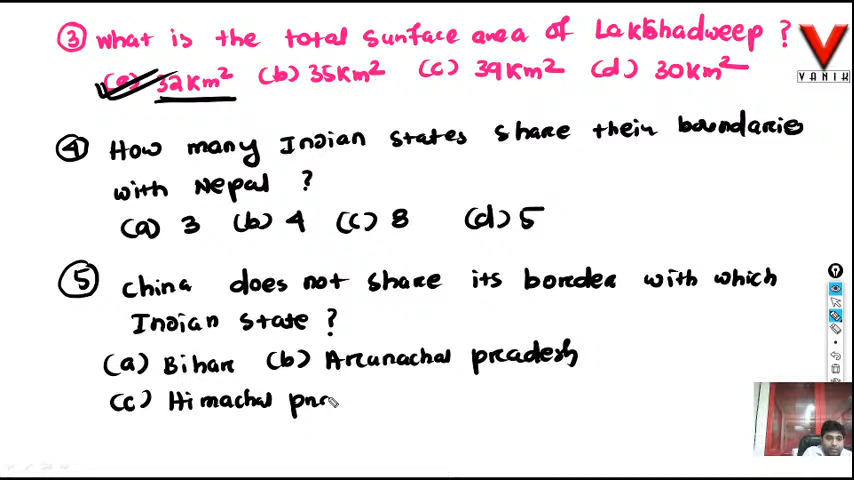 ③ What is the total surface area of Lakshadweep ?
(a) 32Km² (b) 35Km² (c) 39Km² (d) 30Km²
VANIK
④ How many Indian states share their boundaries
with Nepal ?
(a) 3 (b) 4 (c) 8 (d) 5
⑤ China does not share its border with which
Indian state ?
(a) Bihar (b) Arunachal pradesh
(c) Himachal pra